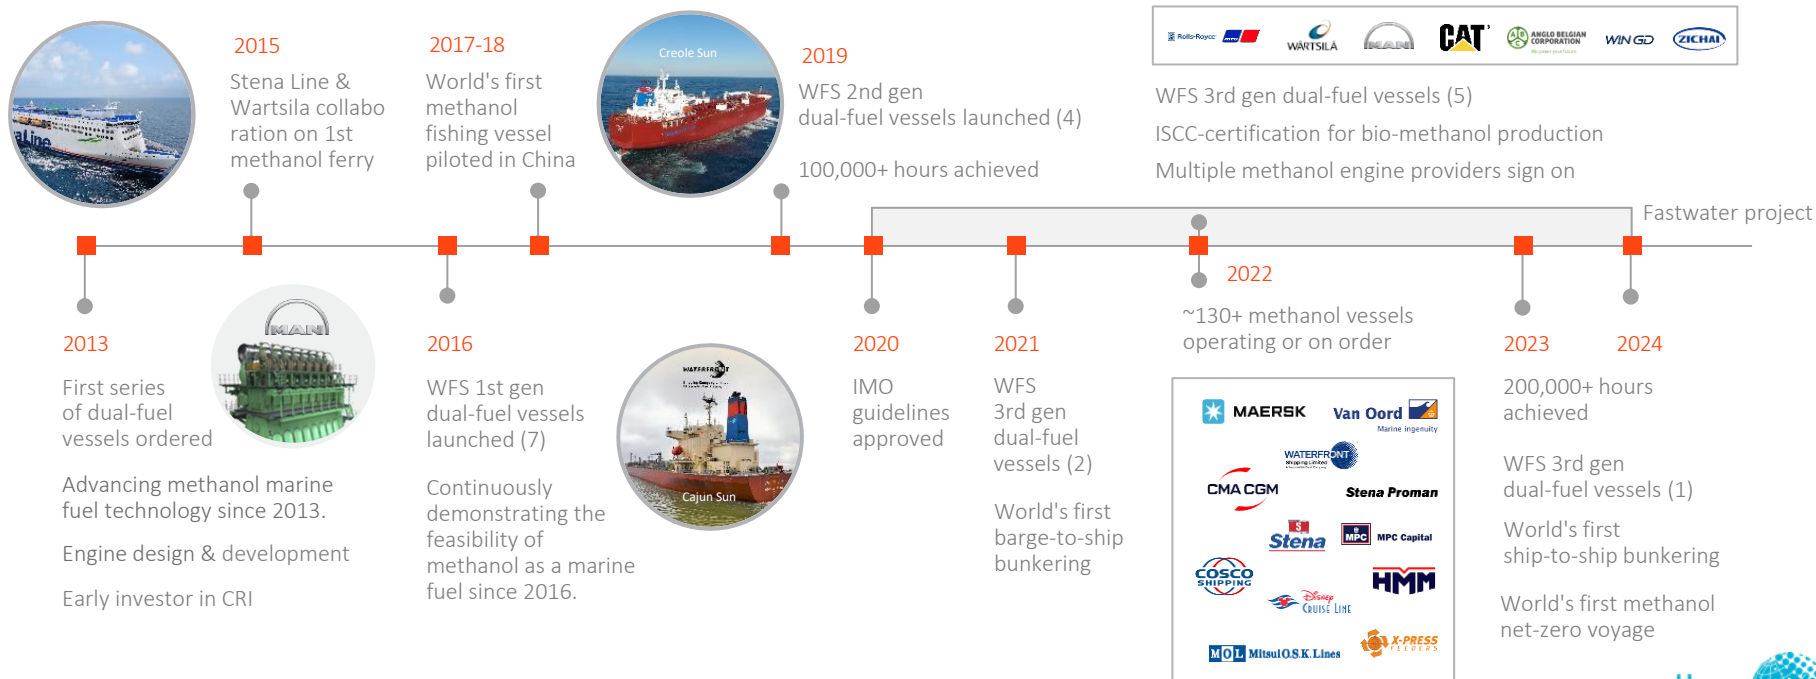 2015
Stena Line &
Wartsila collabo
ration on 1st
methanol ferry
2017-18
World's first
methanol
fishing vessel
piloted in China
Creole Sun
2019
WFS 2nd gen
dual-fuel vessels launched (4)
100,000+ hours achieved
Rolls-Royce
mtu
WÄRTSILÄ
MAN
CAT
ABC
ANGLO BELGIAN
CORPORATION
WIN GD
ZICHAI
WFS 3rd gen dual-fuel vessels (5)
ISCC-certification for bio-methanol production
Multiple methanol engine providers sign on
Fastwater project
2013
First series
of dual-fuel
vessels ordered
Advancing methanol marine
fuel technology since 2013.
Engine design & development
Early investor in CRI
MAN
2016
WFS 1st gen
dual-fuel vessels
launched (7)
Continuously
demonstrating the
feasibility of
methanol as a marine
fuel since 2016.
WATERFRONT
Cajun Sun
2020
IMO
guidelines
approved
2021
WFS
3rd gen
dual-fuel
vessels (2)
World's first
barge-to-ship
bunkering
2022
~130+ methanol vessels
operating or on order
MAERSK
Van Oord
Marine ingenuity
WATERFRONT
Shipping Limited
CMA CGM
Stena Proman
Stena
MPC
MPC Capital
COSCO
SHIPPING
HMM
Disney
CRUISE LINE
MOL Mitsui O.S.K. Lines
X-PRESS
FEEDERS
2023
200,000+ hours
achieved
WFS 3rd gen
dual-fuel vessels (1)
World's first
ship-to-ship bunkering
World's first methanol
net-zero voyage
2024